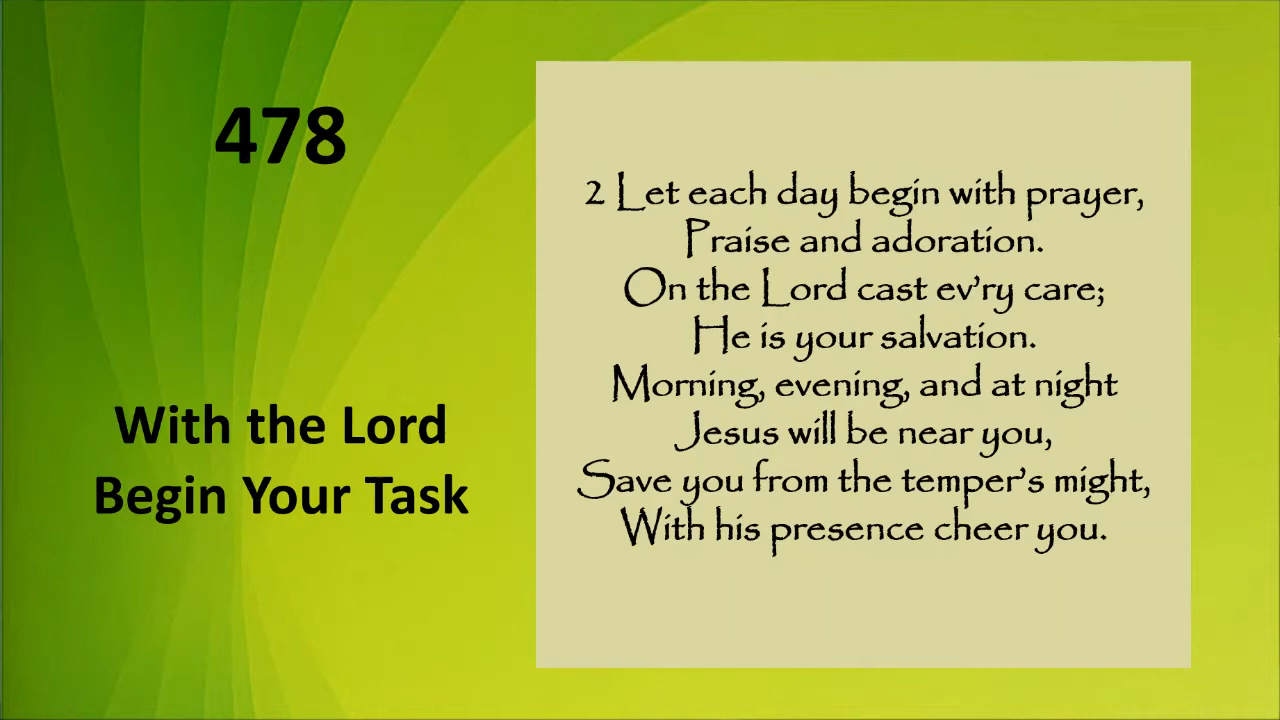 478
With the Lord
Begin Your Task
2 Let each day begin with prayer,
Praise and adoration.
On the Lord cast ev’ry care;
He is your salvation.
Morning, evening, and at night
Jesus will be near you,
Save you from the temper’s might,
With his presence cheer you.